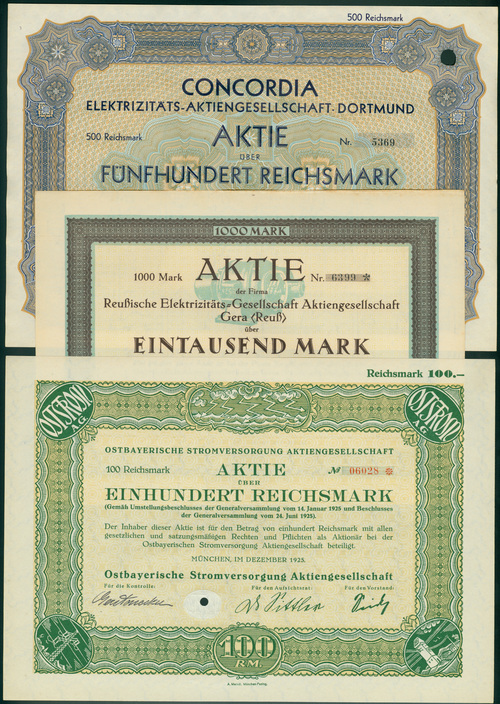 500 Reichsmark
CONCORDIA
ELEKTRIZITÄTS-AKTIENGESELLSCHAFT-DORTMUND
500 Reichsmark
AKTIE
Nr. 5369
ÜBER
FÜNFHUNDERT REICHSMARK
1000 MARK
1000 Mark AKTIE Nr. 6399 *
der Firma
Reußische Elektrizitäts-Gesellschaft Aktiengesellschaft
Gera (Reuß)
über
EINTAUSEND MARK
Reichsmark 100.—
OSTSTROM AG
OSTSTROM AG
OSTBAYERISCHE STROMVERSORGUNG AKTIENGESELLSCHAFT
100 Reichsmark AKTIE № 06028 *
ÜBER
EINHUNDERT REICHSMARK
(Gemäß Umstellungsbeschlusses der Generalversammlung vom 14. Januar 1925 und Beschlusses
der Generalversammlung vom 24. Juni 1925).
Der Inhaber dieser Aktie ist für den Betrag von einhundert Reichsmark mit allen
gesetzlichen und satzungsmäßigen Rechten und Pflichten als Aktionär bei der
Ostbayerischen Stromversorgung Aktiengesellschaft beteiligt.
MÜNCHEN, IM DEZEMBER 1925.
Ostbayerische Stromversorgung Aktiengesellschaft
Für die Kontrolle: Für den Aufsichtsrat: Für den Vorstand:
100
R.M.